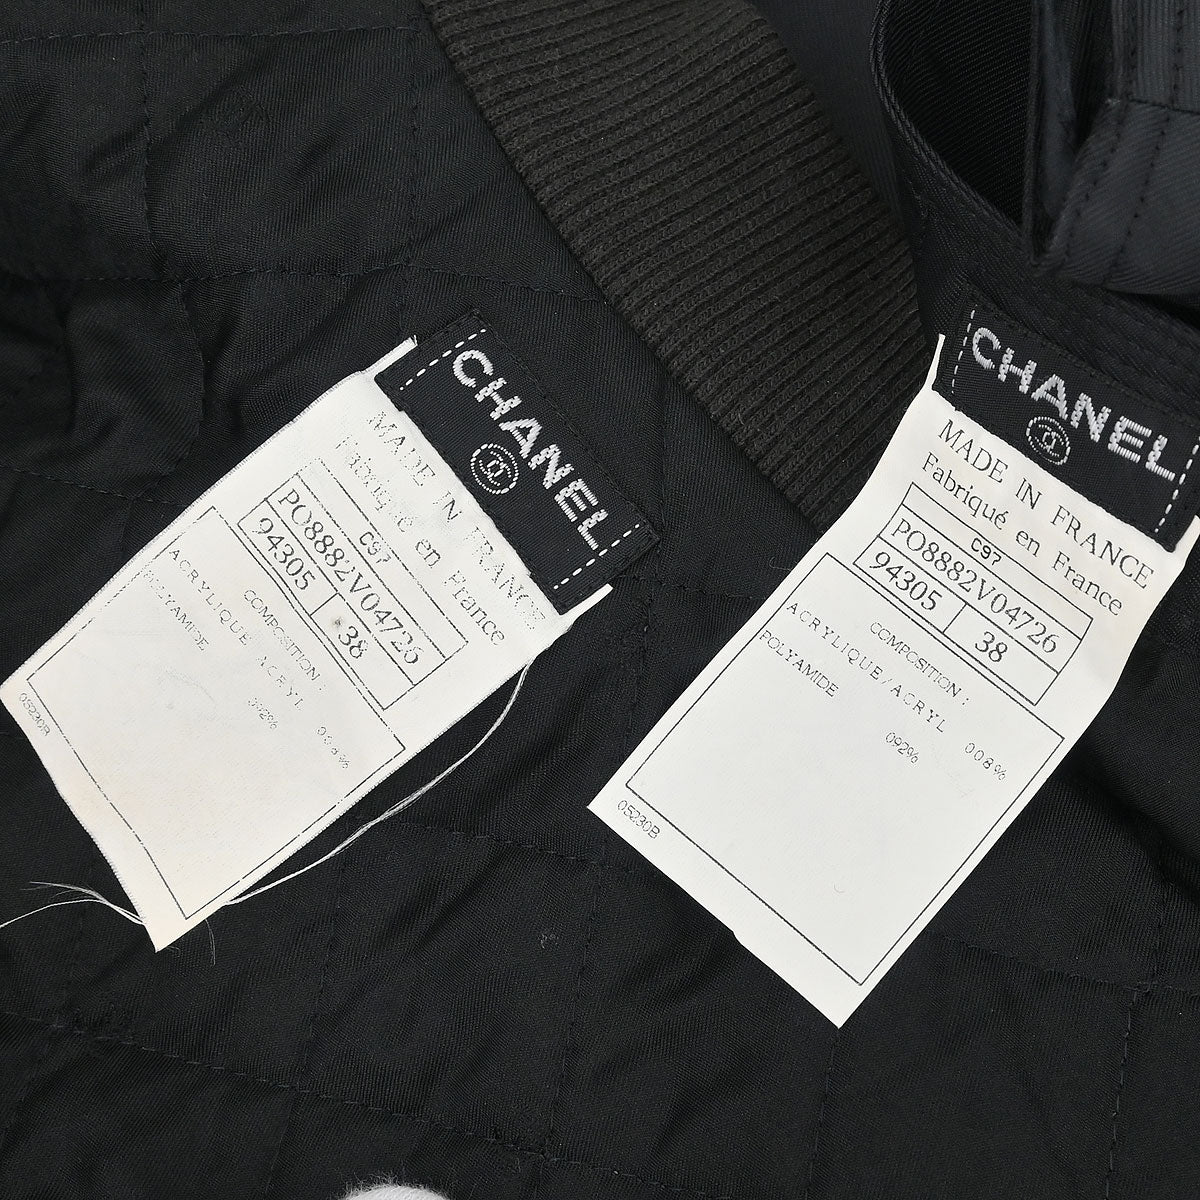 CHANEL
MADE IN FRANCE
Fabriqué en France
C97
PO8882V04726
94305 38
COMPOSITION :
ACRYLIQUE ACRYL 008%
POLYAMIDE 092%
05230B
CHANEL
MADE IN FRANCE
Fabriqué en France
C97
PO8882V04726
94305 38
COMPOSITION :
ACRYLIQUE/ACRYL 008%
POLYAMIDE 092%
05230B